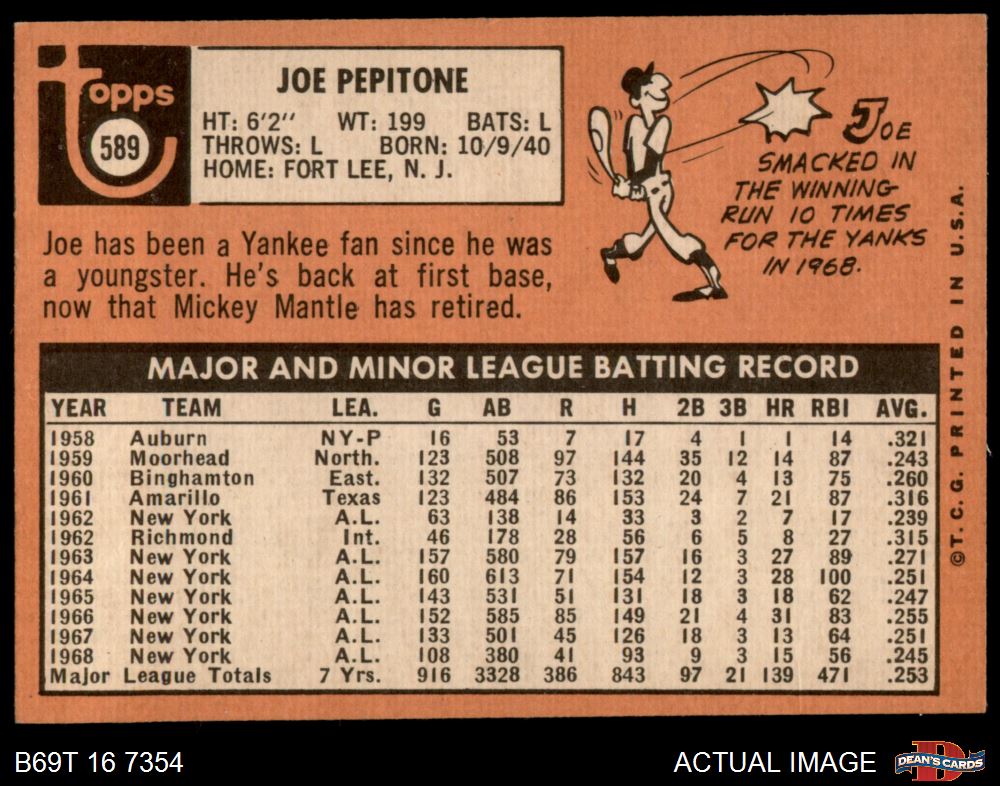 Topps
589
JOE PEPITONE
HT: 6'2" WT: 199 BATS: L
THROWS: L BORN: 10/9/40
HOME: FORT LEE, N. J.
JOE
SMACKED IN
THE WINNING
RUN 10 TIMES
FOR THE YANKS
IN 1968.
Joe has been a Yankee fan since he was
a youngster. He's back at first base,
now that Mickey Mantle has retired.
MAJOR AND MINOR LEAGUE BATTING RECORD
YEAR TEAM LEA. G AB R H 2B 3B HR RBI AVG.
1958 Auburn NY-P 16 53 7 17 4 1 1 14 .321
1959 Moorhead North. 123 508 97 144 35 12 14 87 .243
1960 Binghamton East. 132 507 73 132 20 4 13 75 .260
1961 Amarillo Texas 123 484 86 153 24 7 21 87 .316
1962 New York A.L. 63 138 14 33 3 2 7 17 .239
1962 Richmond Int. 46 178 28 56 6 5 8 27 .315
1963 New York A.L. 157 580 79 157 16 3 27 89 .271
1964 New York A.L. 160 613 71 154 12 3 28 100 .251
1965 New York A.L. 143 531 51 131 18 3 18 62 .247
1966 New York A.L. 152 585 85 149 21 4 31 83 .255
1967 New York A.L. 133 501 45 126 18 3 13 64 .251
1968 New York A.L. 108 380 41 93 9 3 15 56 .245
Major League Totals 7 Yrs. 916 3328 386 843 97 21 139 471 .253
©T. C. G. PRINTED IN U.S.A.
B69T 16 7354
ACTUAL IMAGE
DEAN'S CARDS